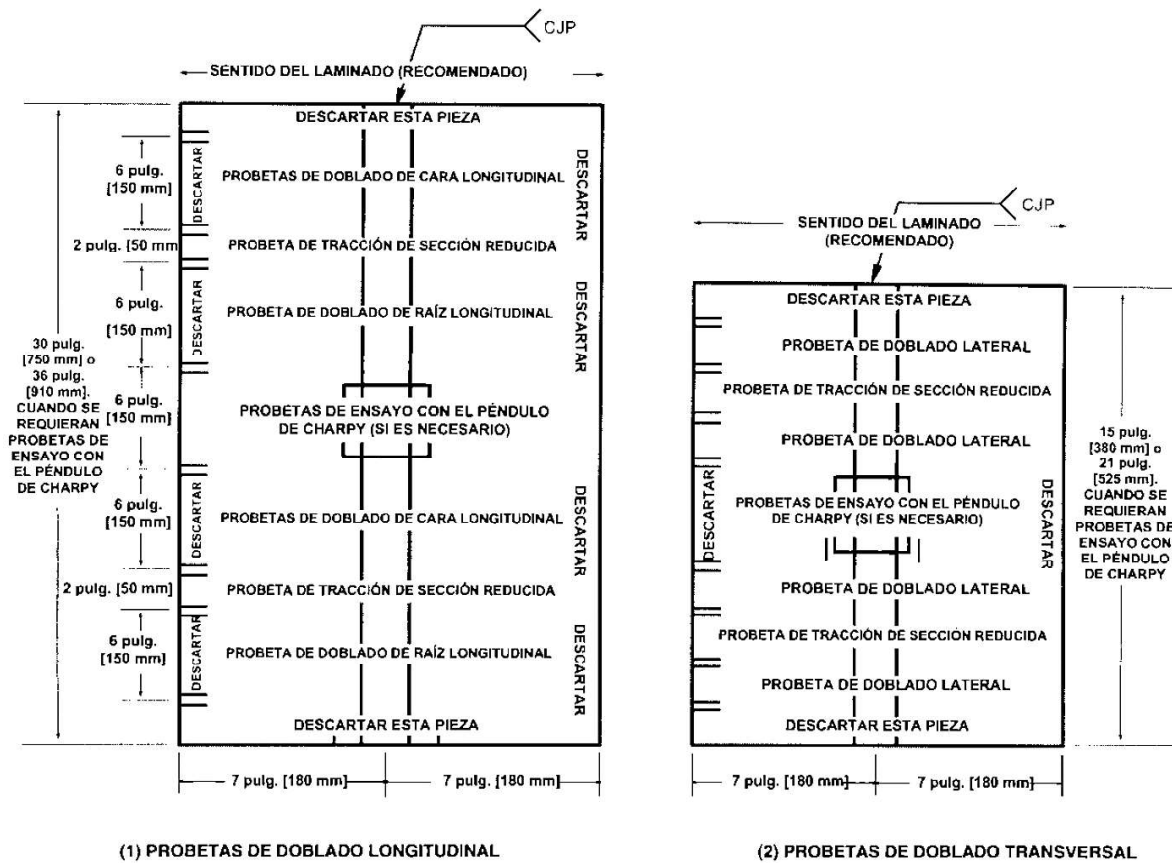 CJP
SENTIDO DEL LAMINADO (RECOMENDADO)
DESCARTAR ESTA PIEZA
6 pulg.
[150 mm]
DESCARTAR
PROBETAS DE DOBLADO DE CARA LONGITUDINAL
DESCARTAR
2 pulg. [50 mm
PROBETA DE TRACCIÓN DE SECCIÓN REDUCIDA
6 pulg.
[150 mm]
DESCARTAR
PROBETA DE DOBLADO DE RAÍZ LONGITUDINAL
DESCARTAR
30 pulg.
[750 mm] o
36 pulg.
[910 mm].
CUANDO SE
REQUIERAN
PROBETAS DE
ENSAYO CON
EL PÉNDULO
DE CHARPY
6 pulg.
[150 mm]
PROBETAS DE ENSAYO CON EL PÉNDULO
DE CHARPY (SI ES NECESARIO)
6 pulg.
[150 mm]
DESCARTAR
PROBETAS DE DOBLADO DE CARA LONGITUDINAL
DESCARTAR
2 pulg. [50 mm]
PROBETA DE TRACCIÓN DE SECCIÓN REDUCIDA
6 pulg.
[150 mm]
DESCARTAR
PROBETA DE DOBLADO DE RAÍZ LONGITUDINAL
DESCARTAR
DESCARTAR ESTA PIEZA
7 pulg. [180 mm]
7 pulg. [180 mm]
(1) PROBETAS DE DOBLADO LONGITUDINAL
CJP
SENTIDO DEL LAMINADO
(RECOMENDADO)
DESCARTAR ESTA PIEZA
PROBETA DE DOBLADO LATERAL
PROBETA DE TRACCIÓN DE SECCIÓN REDUCIDA
PROBETA DE DOBLADO LATERAL
DESCARTAR
PROBETAS DE ENSAYO CON EL PÉNDULO
DE CHARPY (SI ES NECESARIO)
DESCARTAR
PROBETA DE DOBLADO LATERAL
PROBETA DE TRACCIÓN DE SECCIÓN REDUCIDA
PROBETA DE DOBLADO LATERAL
DESCARTAR ESTA PIEZA
15 pulg.
[380 mm] o
21 pulg.
[525 mm].
CUANDO SE
REQUIERAN
PROBETAS DE
ENSAYO CON
EL PÉNDULO
DE CHARPY
7 pulg. [180 mm]
7 pulg. [180 mm]
(2) PROBETAS DE DOBLADO TRANSVERSAL